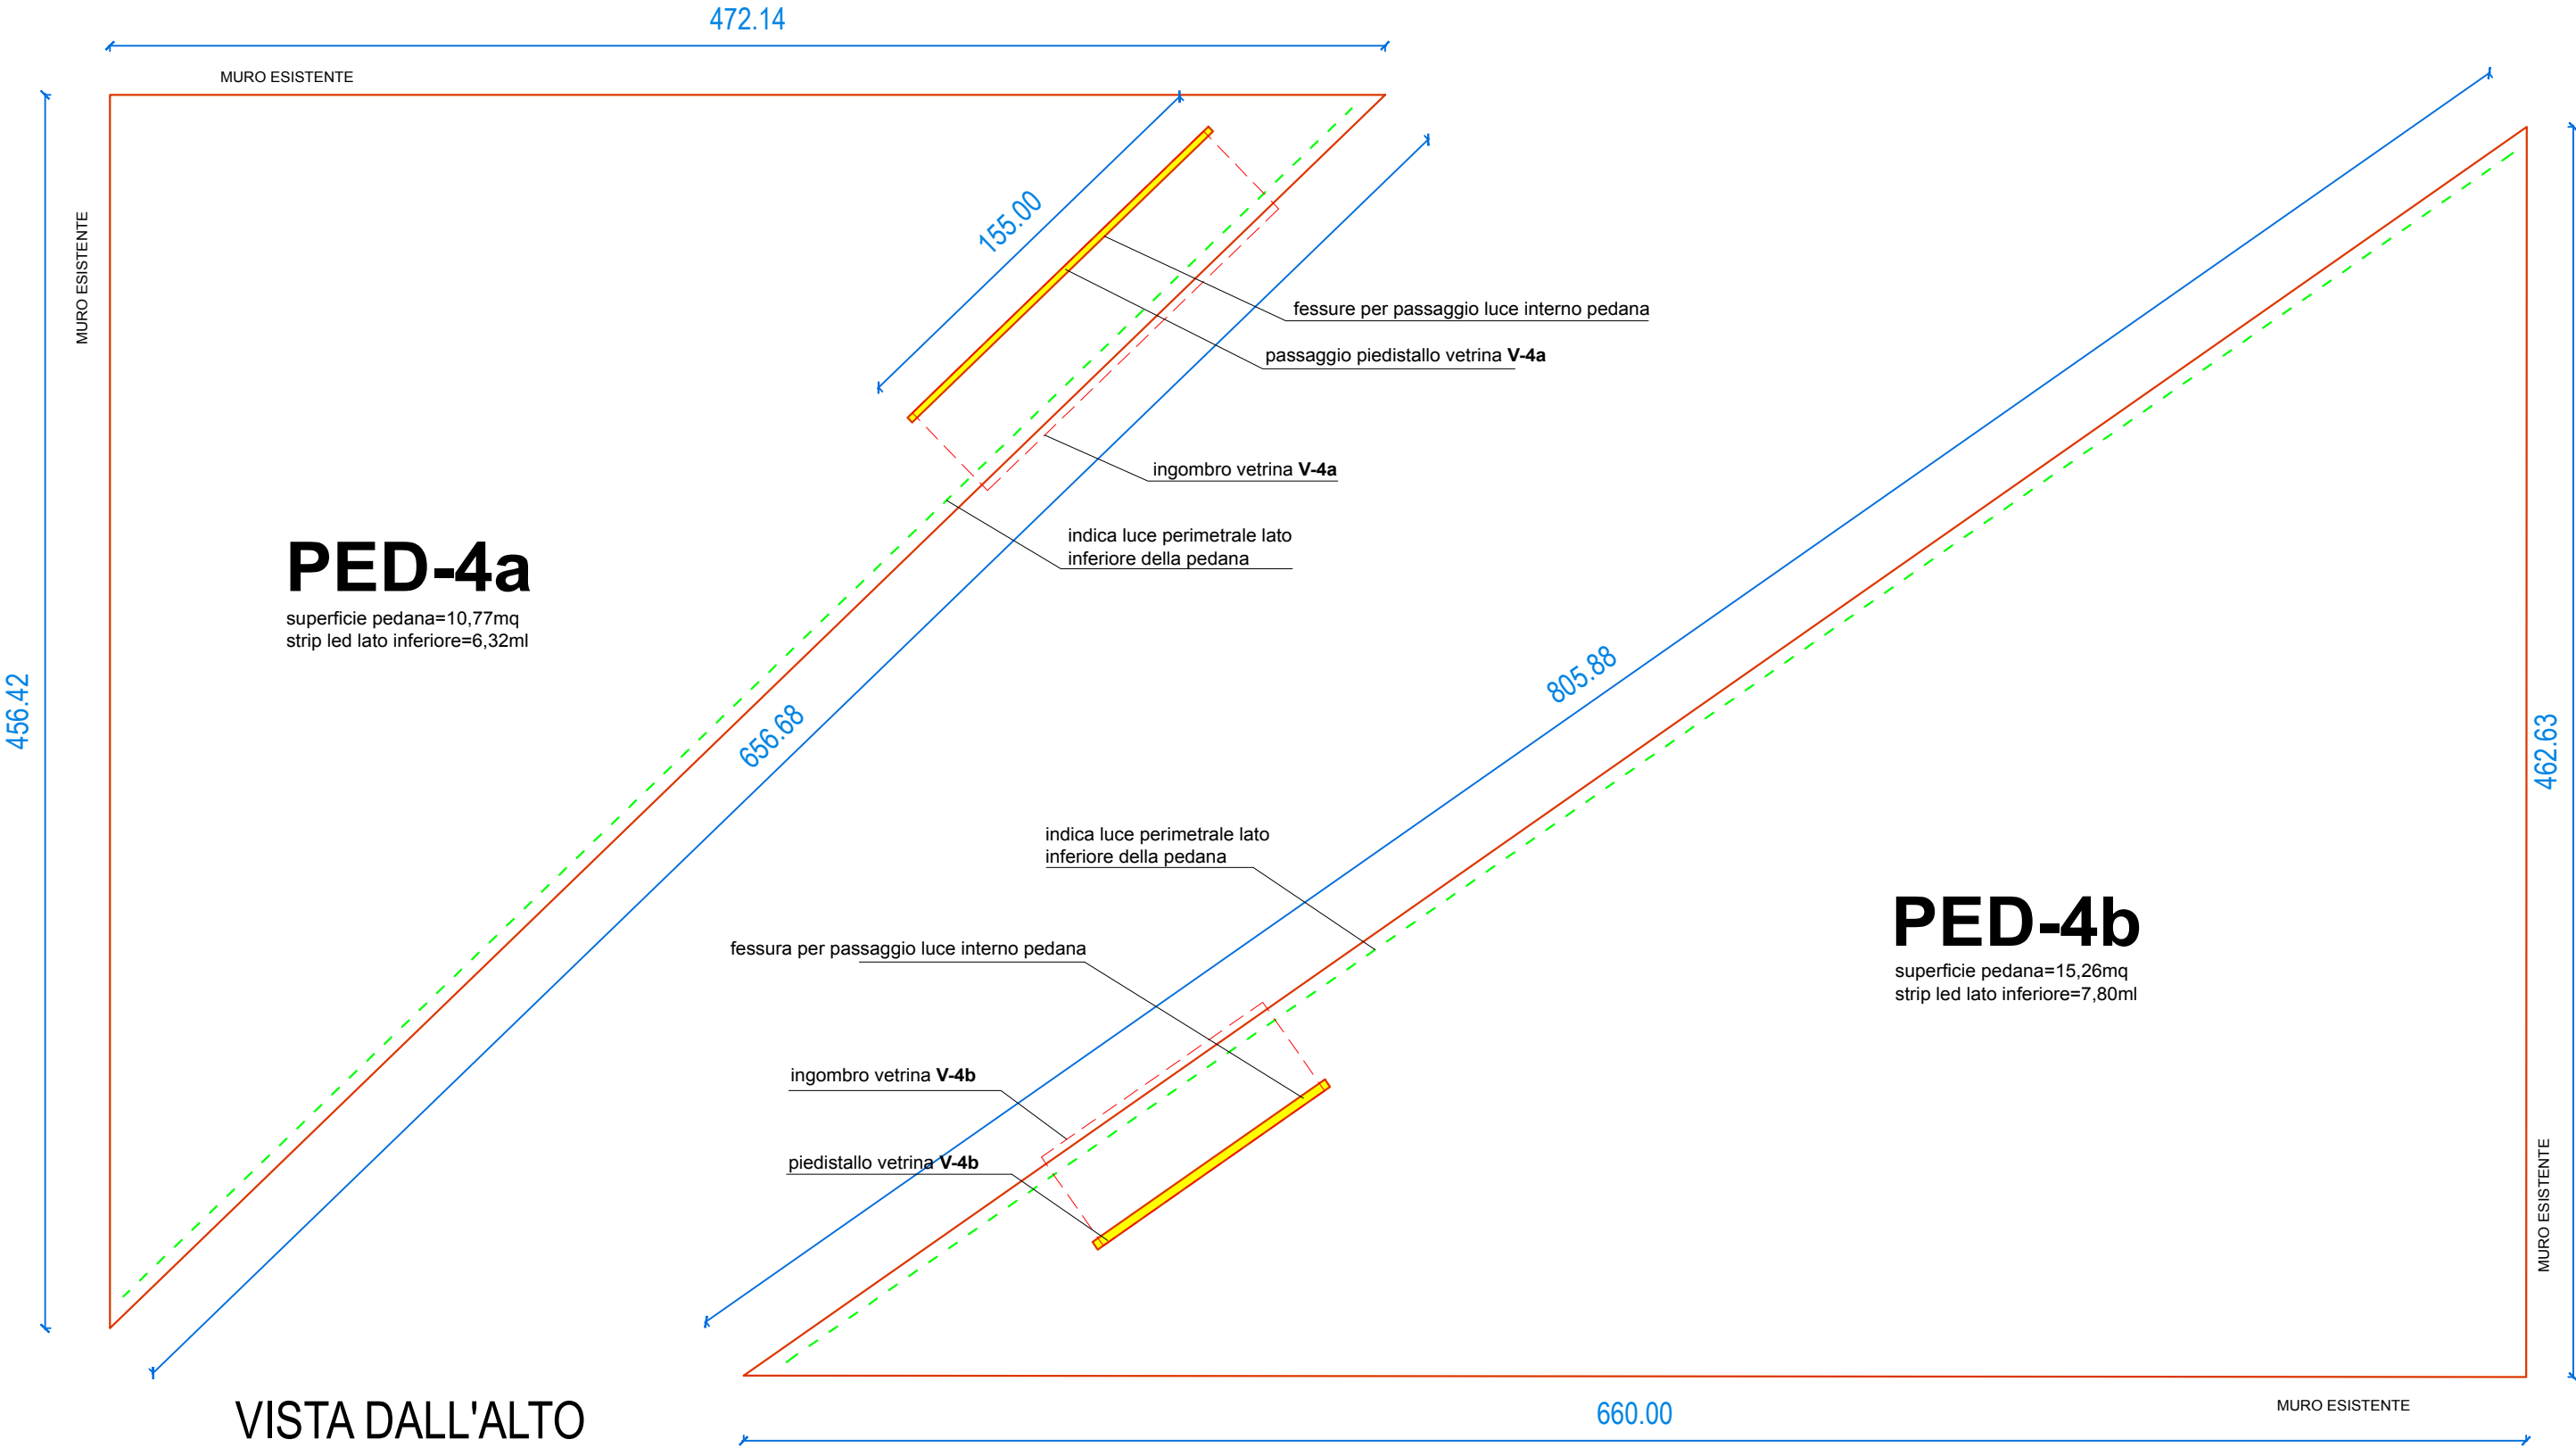 472.14
MURO ESISTENTE
MURO ESISTENTE
155.00
fessure per passaggio luce interno pedana
passaggio piedistallo vetrina V-4a
ingombro vetrina V-4a
indica luce perimetrale lato
inferiore della pedana
PED-4a
superficie pedana=10,77mq
strip led lato inferiore=6,32ml
456.42
656.68
805.88
462.63
indica luce perimetrale lato
inferiore della pedana
fessura per passaggio luce interno pedana
PED-4b
superficie pedana=15,26mq
strip led lato inferiore=7,80ml
ingombro vetrina V-4b
piedistallo vetrina V-4b
MURO ESISTENTE
VISTA DALL'ALTO
660.00
MURO ESISTENTE